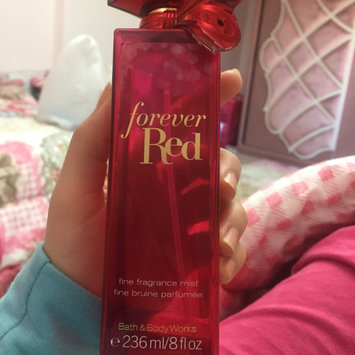 forever
Red
fine fragrance mist
fine bruine parfumée
Bath & Body Works
℮ 236 ml/8 fl oz